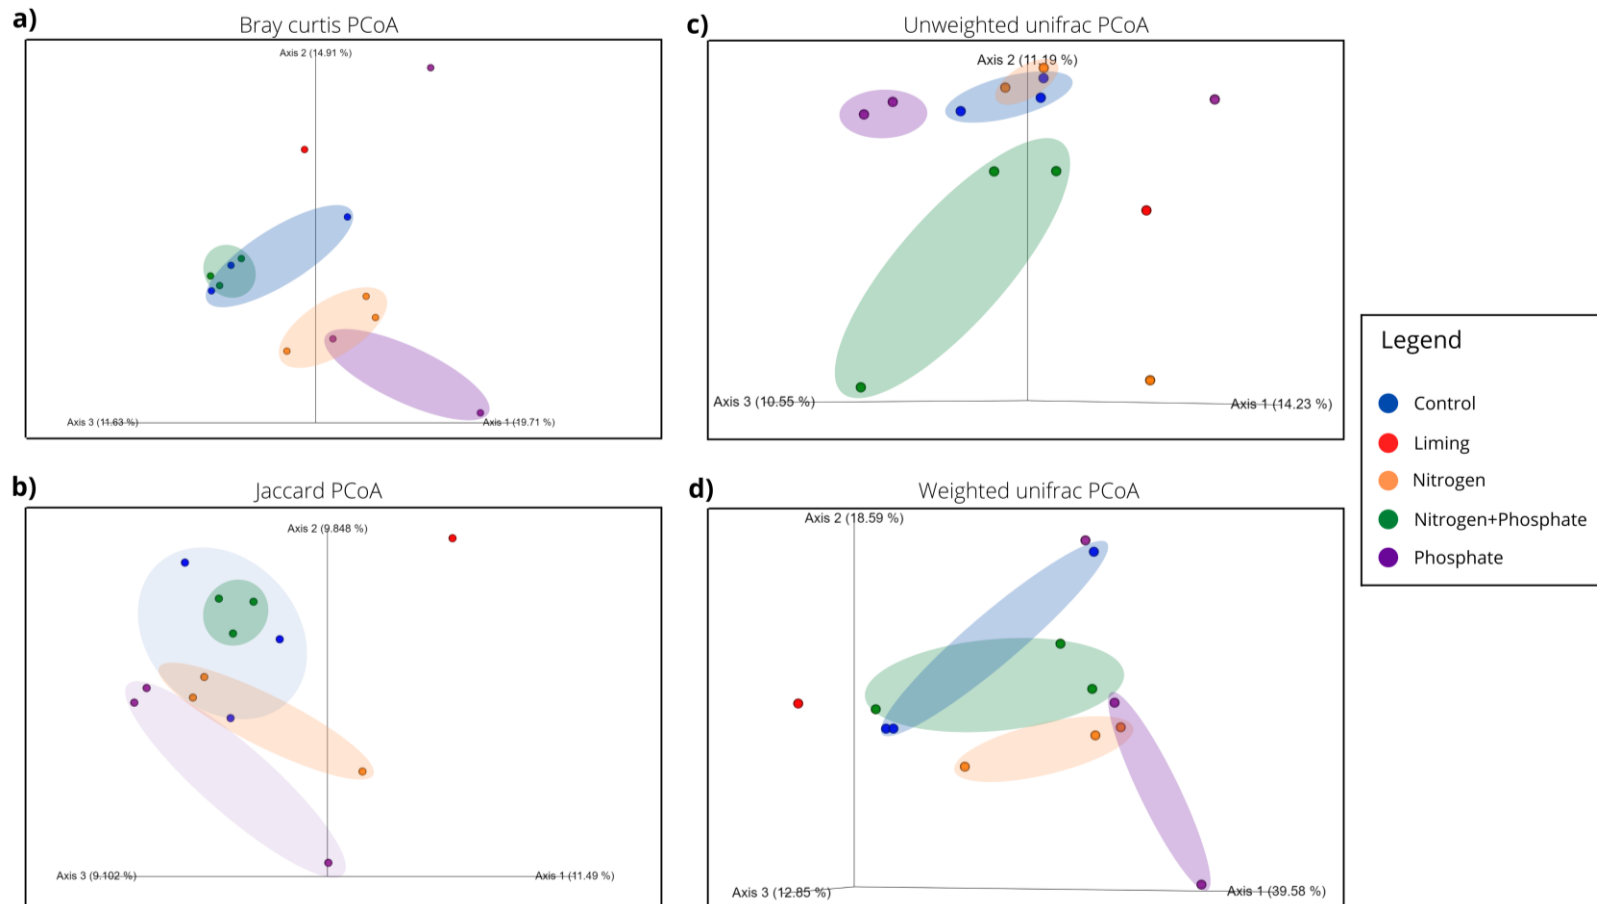 a)
Bray curtis PCoA
Axis 2 (14.91 %)
Axis 3 (11.63 %)
Axis 1 (19.71 %)
c)
Unweighted unifrac PCoA
Axis 2 (11.19 %)
Axis 3 (10.55 %)
Axis 1 (14.23 %)
b)
Jaccard PCoA
Axis 2 (9.848 %)
Axis 3 (9.102 %)
Axis 1 (11.49 %)
d)
Weighted unifrac PCoA
Axis 2 (18.59 %)
Axis 3 (12.85 %)
Axis 1 (39.58 %)
Legend
Control
Liming
Nitrogen
Nitrogen+Phosphate
Phosphate